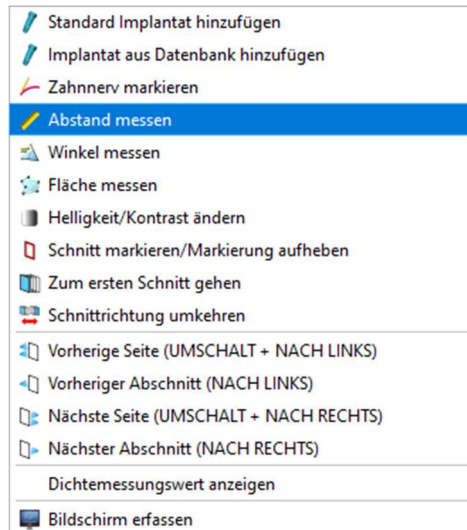 Standard Implantat hinzufügen
Implantat aus Datenbank hinzufügen
Zahnnerv markieren
Abstand messen
Winkel messen
Fläche messen
Helligkeit/Kontrast ändern
Schnitt markieren/Markierung aufheben
Zum ersten Schnitt gehen
Schnittrichtung umkehren
Vorherige Seite (UMSCHALT + NACH LINKS)
Vorheriger Abschnitt (NACH LINKS)
Nächste Seite (UMSCHALT + NACH RECHTS)
Nächster Abschnitt (NACH RECHTS)
Dichtemessungswert anzeigen
Bildschirm erfassen